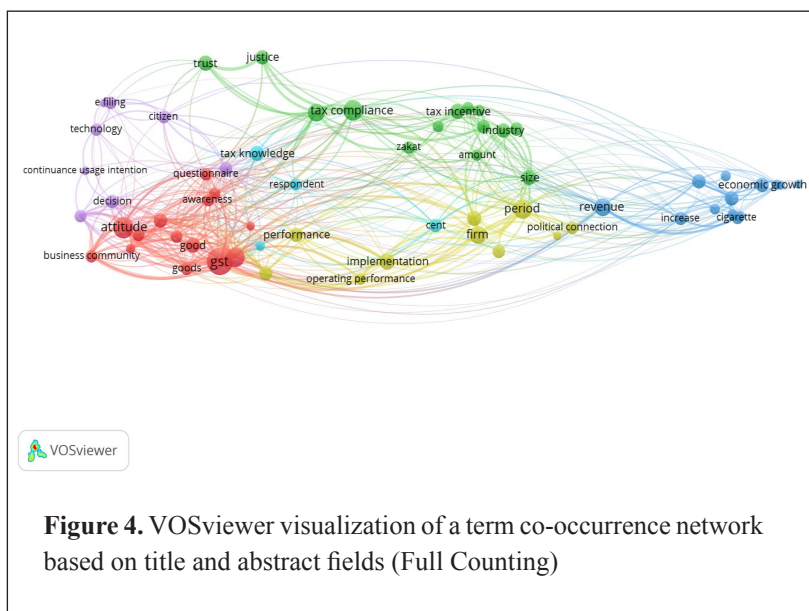 justice
trust
e filing
citizen
tax compliance
tax incentive
technology
industry
zakat
tax knowledge
amount
continuance usage intention
questionnaire
respondent
size
economic growth
decision
awareness
period
revenue
attitude
cent
increase
cigarette
political connection
good
performance
firm
business community
gst
implementation
goods
operating performance
VOSviewer
Figure 4. VOSviewer visualization of a term co-occurrence network
based on title and abstract fields (Full Counting)